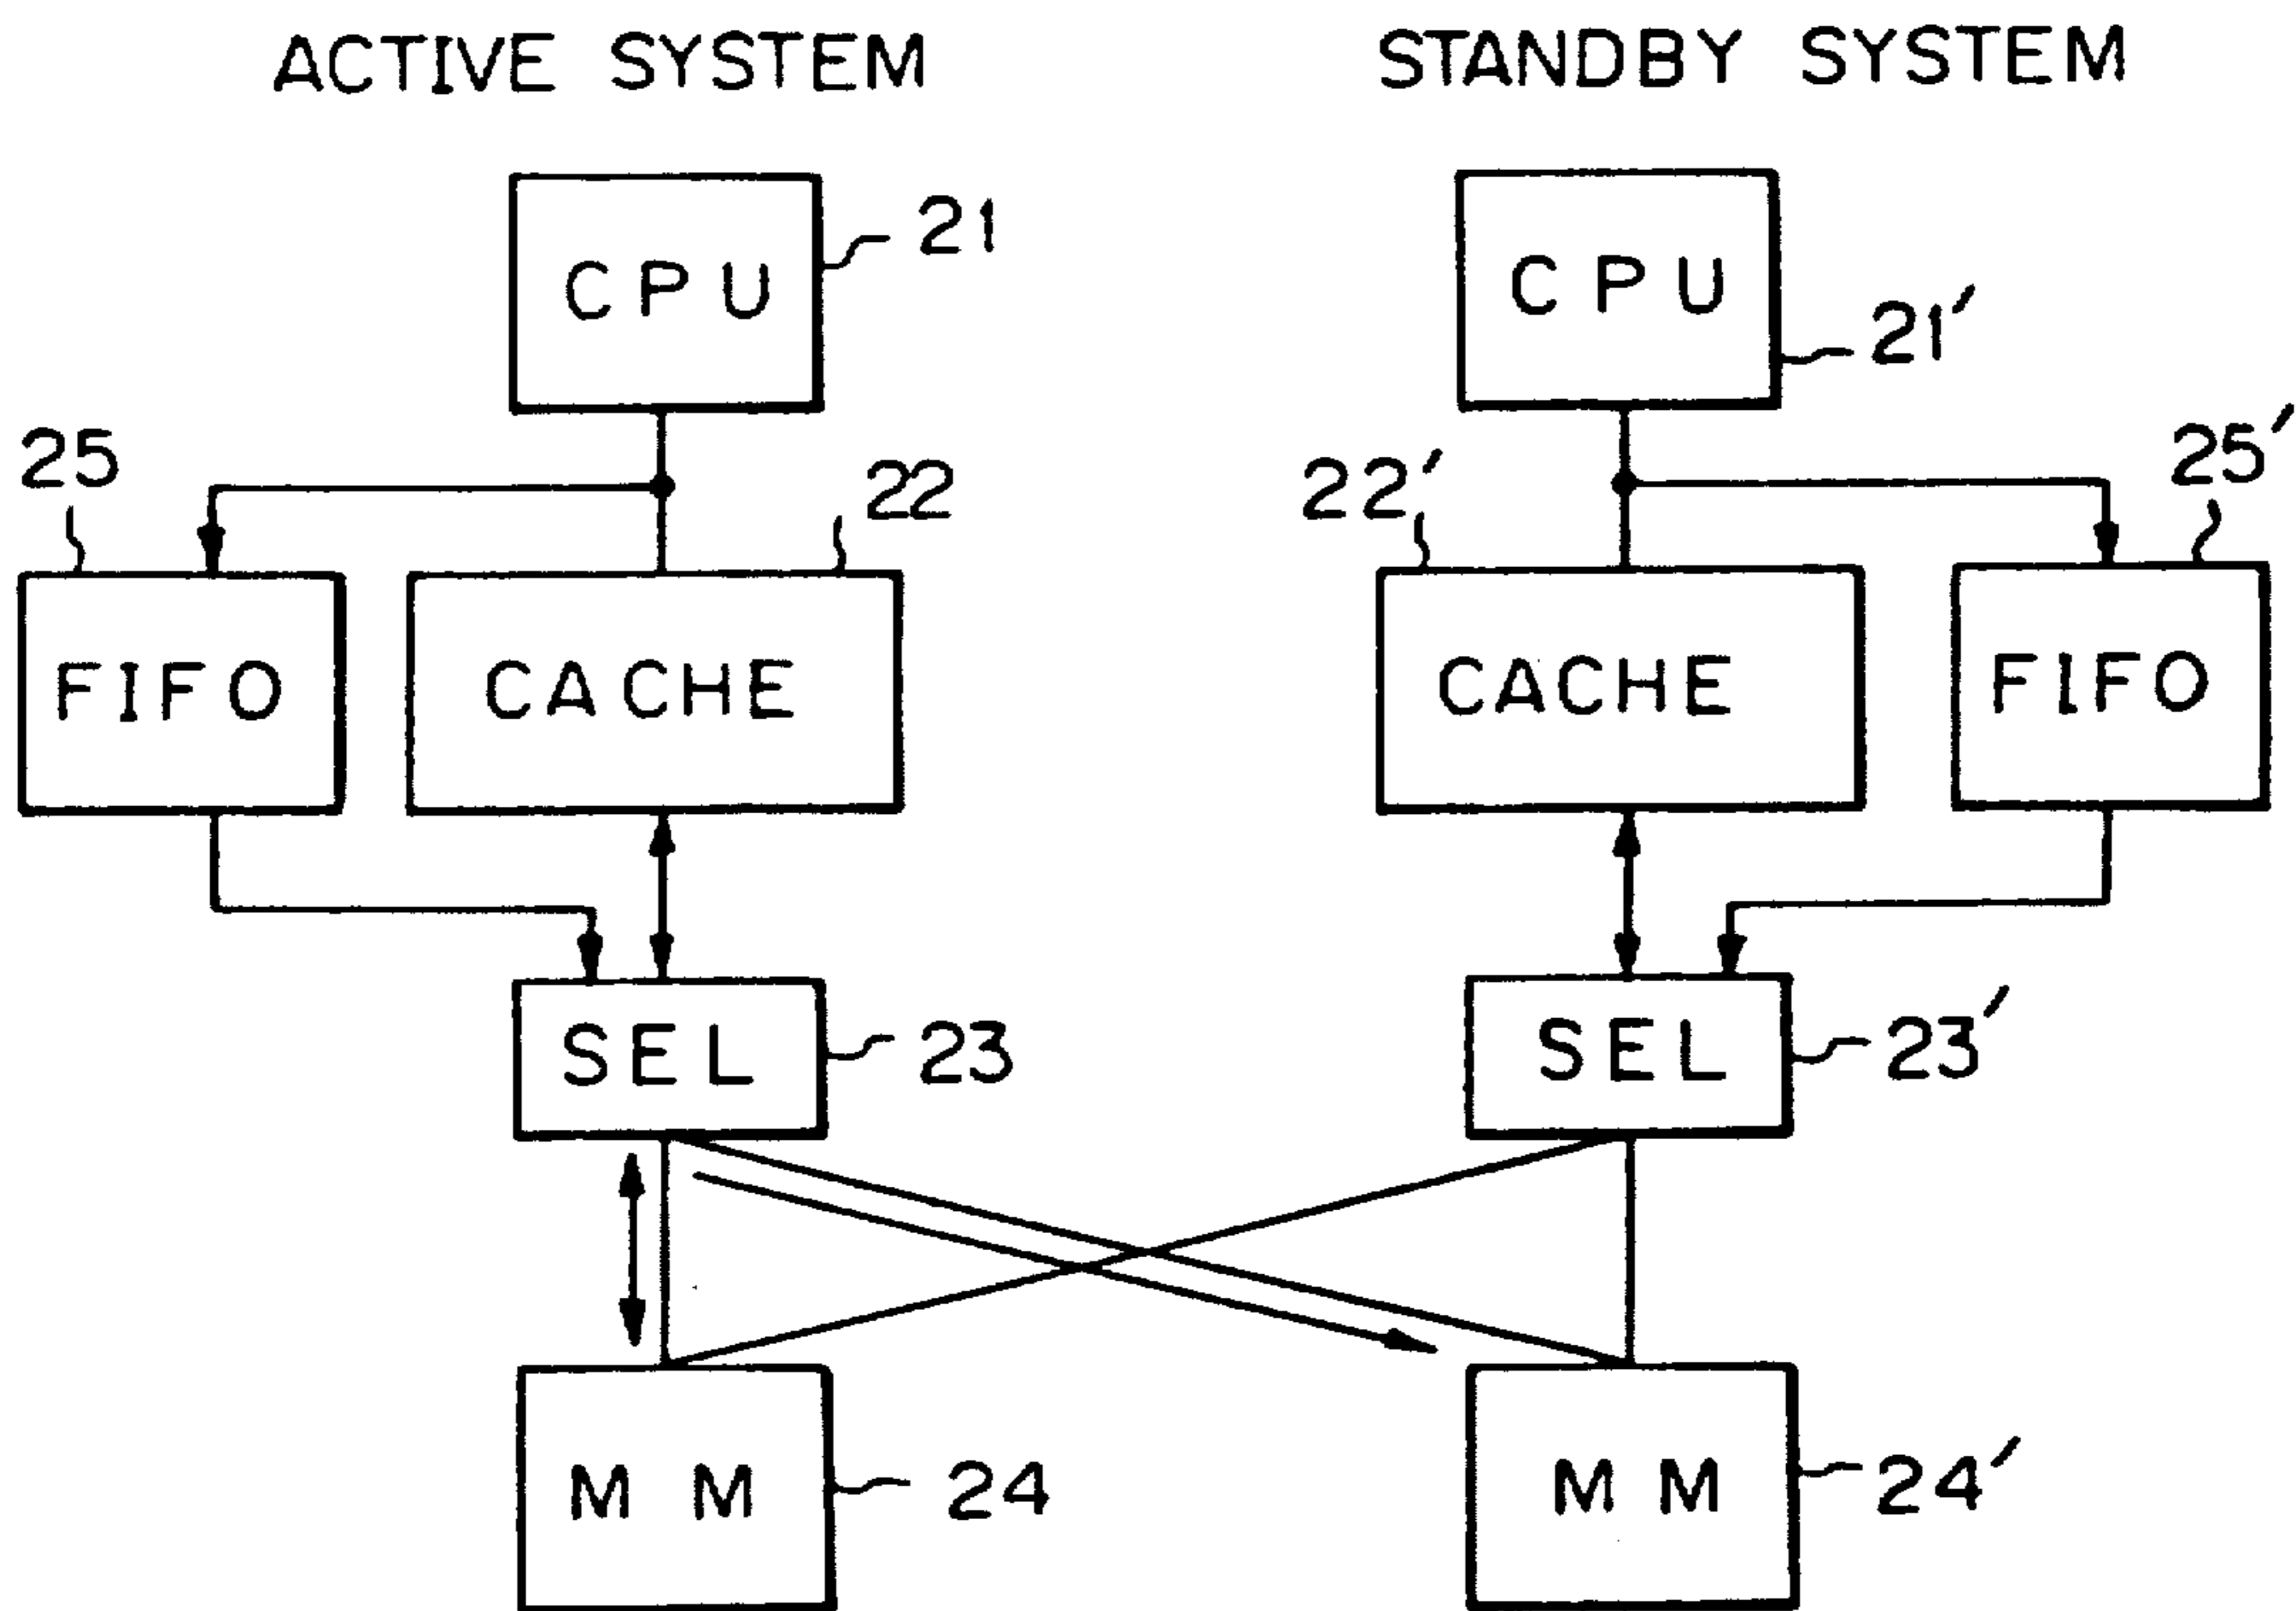 ACTIVE SYSTEM
STANDBY SYSTEM
CPU
21
CPU
21'
25
22
22'
25'
FIFO
CACHE
CACHE
FIFO
SEL
23
SEL
23'
MM
24
MM
24'